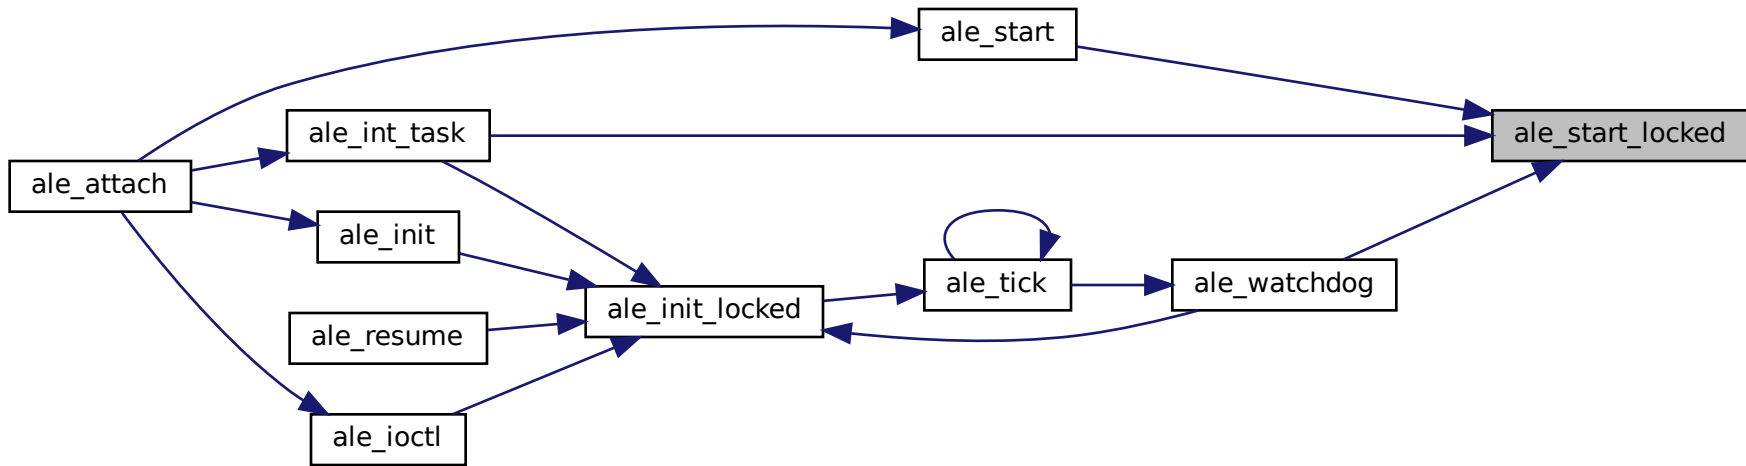 ale_start
ale_int_task
ale_start_locked
ale_attach
ale_init
ale_tick
ale_watchdog
ale_init_locked
ale_resume
ale_ioctl